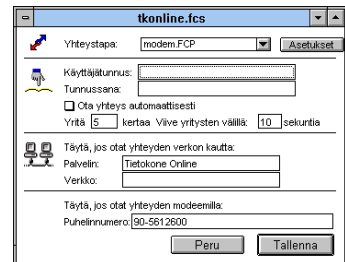 tkonline.fcs
Yhteystapa: modem.FCP Asetukset
Käyttäjätunnus:
Tunnussana:
Ota yhteys automaattisesti
Yritä 5 kertaa Viive yritysten välillä: 10 sekuntia
Täytä, jos otat yhteyden verkon kautta:
Palvelin: Tietokone Online
Verkko:
Täytä, jos otat yhteyden modeemilla:
Puhelinnumero: 90-5612600
Peru Tallenna